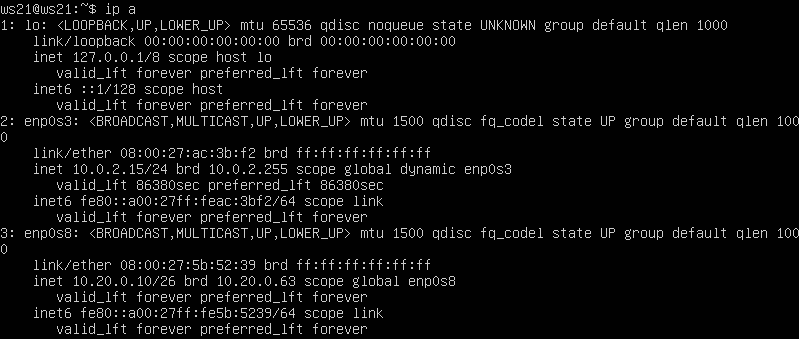 ws21@ws21:~$ ip a
1: lo: <LOOPBACK,UP,LOWER_UP> mtu 65536 qdisc noqueue state UNKNOWN group default qlen 1000
    link/loopback 00:00:00:00:00:00 brd 00:00:00:00:00:00
    inet 127.0.0.1/8 scope host lo
       valid_lft forever preferred_lft forever
    inet6 ::1/128 scope host
       valid_lft forever preferred_lft forever
2: enp0s3: <BROADCAST,MULTICAST,UP,LOWER_UP> mtu 1500 qdisc fq_codel state UP group default qlen 100
0
    link/ether 08:00:27:ac:3b:f2 brd ff:ff:ff:ff:ff:ff
    inet 10.0.2.15/24 brd 10.0.2.255 scope global dynamic enp0s3
       valid_lft 86380sec preferred_lft 86380sec
    inet6 fe80::a00:27ff:feac:3bf2/64 scope link
       valid_lft forever preferred_lft forever
3: enp0s8: <BROADCAST,MULTICAST,UP,LOWER_UP> mtu 1500 qdisc fq_codel state UP group default qlen 100
0
    link/ether 08:00:27:5b:52:39 brd ff:ff:ff:ff:ff:ff
    inet 10.20.0.10/26 brd 10.20.0.63 scope global enp0s8
       valid_lft forever preferred_lft forever
    inet6 fe80::a00:27ff:fe5b:5239/64 scope link
       valid_lft forever preferred_lft forever